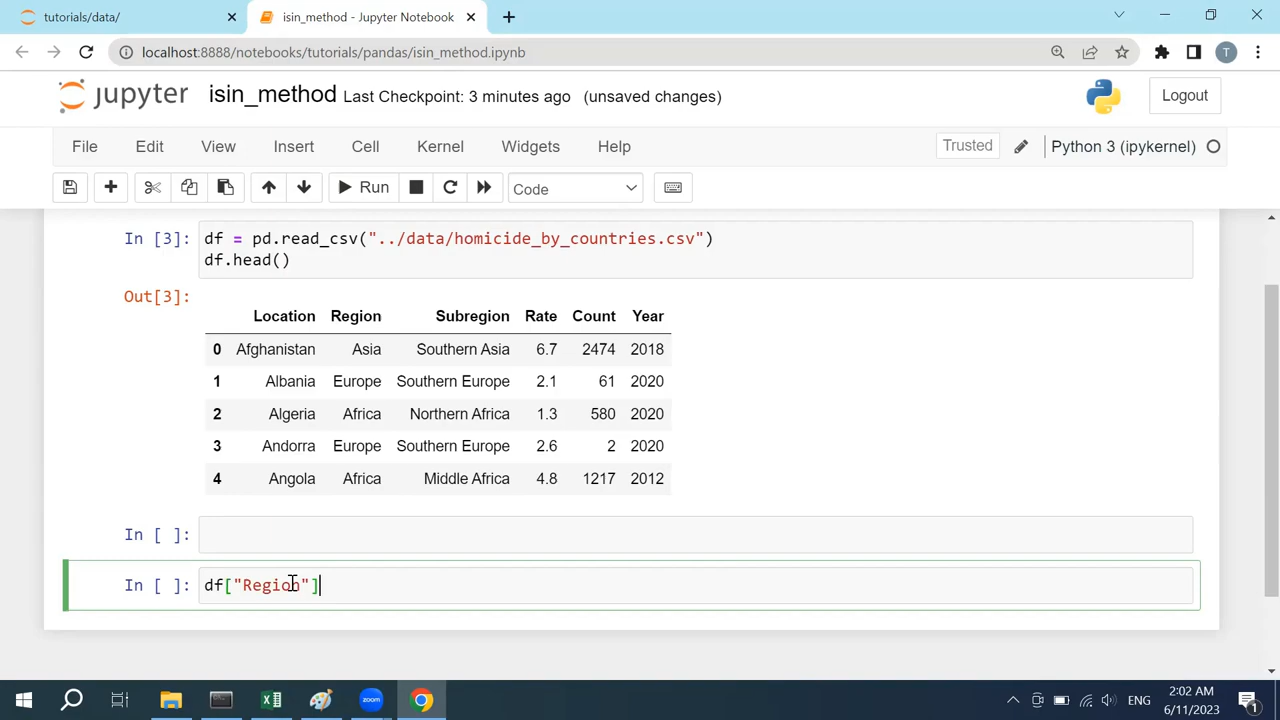 tutorials/data/
isin_method - Jupyter Notebook
localhost:8888/notebooks/tutorials/pandas/isin_method.ipynb
T
jupyter isin_method Last Checkpoint: 3 minutes ago (unsaved changes)
Logout
File Edit View Insert Cell Kernel Widgets Help
Trusted
Python 3 (ipykernel)
Run
Code
In [3]: df = pd.read_csv("../data/homicide_by_countries.csv")
df.head()
Out[3]:
Location Region Subregion Rate Count Year
0 Afghanistan Asia Southern Asia 6.7 2474 2018
1 Albania Europe Southern Europe 2.1 61 2020
2 Algeria Africa Northern Africa 1.3 580 2020
3 Andorra Europe Southern Europe 2.6 2 2020
4 Angola Africa Middle Africa 4.8 1217 2012
In [ ]:
In [ ]: df["Region"]
zoom
ENG
2:02 AM
6/11/2023
1